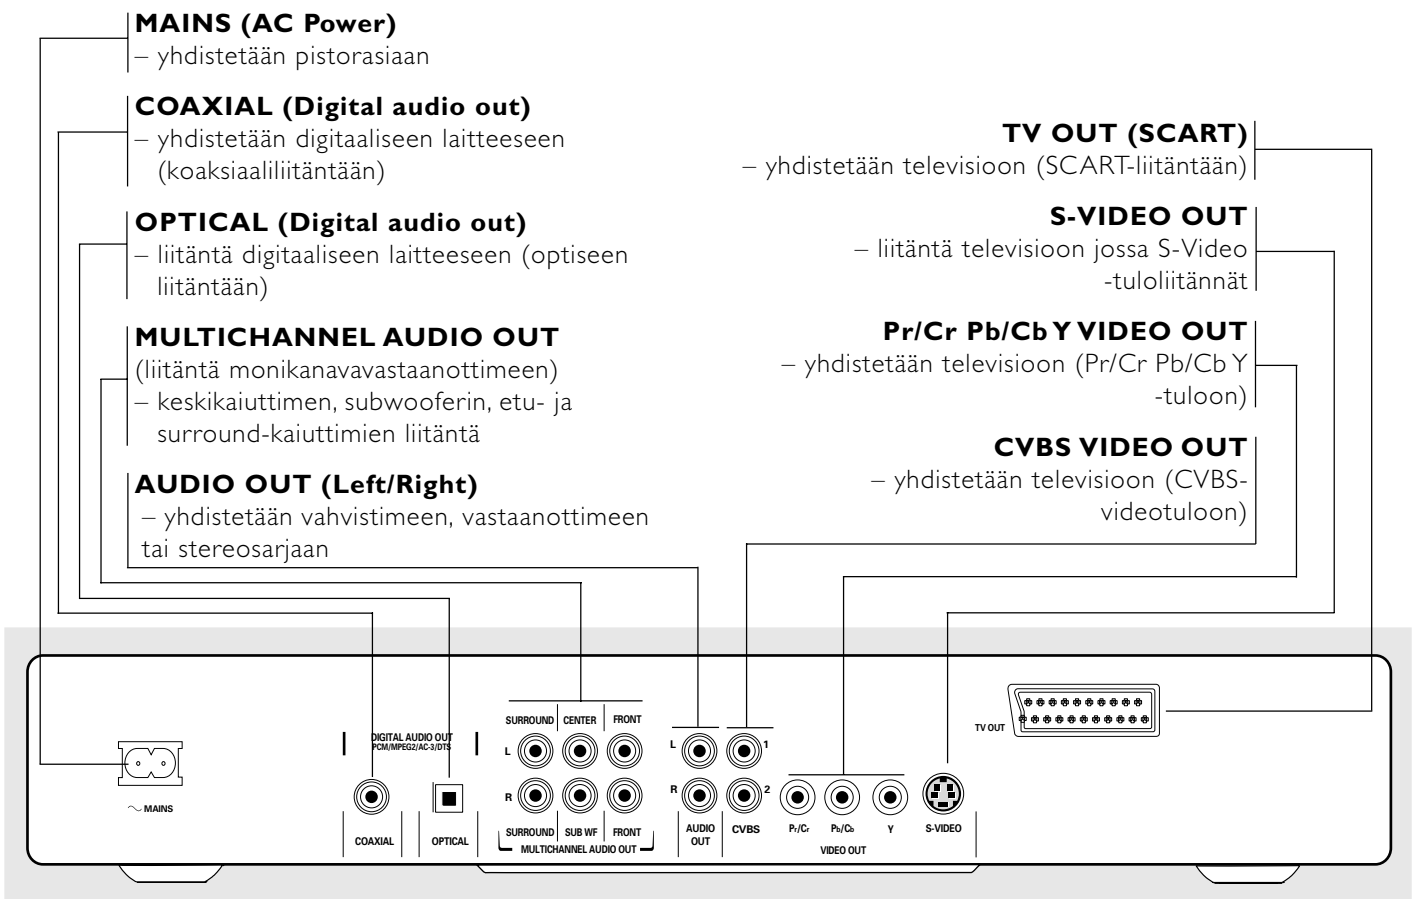 MAINS (AC Power)
– yhdistetään pistorasiaan
COAXIAL (Digital audio out)
– yhdistetään digitaaliseen laitteeseen
(koaksiaaliliitäntään)
OPTICAL (Digital audio out)
– liitäntä digitaaliseen laitteeseen (optiseen
liitäntään)
MULTICHANNEL AUDIO OUT
(liitäntä monikanavavastaanottimeen)
– keskikaiuttimen, subwooferin, etu- ja
surround-kaiuttimien liitäntä
AUDIO OUT (Left/Right)
– yhdistetään vahvistimeen, vastaanottimeen
tai stereosarjaan
TV OUT (SCART)
– yhdistetään televisioon (SCART-liitäntään)
S-VIDEO OUT
– liitäntä televisioon jossa S-Video
-tuloliitännät
Pr/Cr Pb/Cb Y VIDEO OUT
– yhdistetään televisioon (Pr/Cr Pb/Cb Y
-tuloon)
CVBS VIDEO OUT
– yhdistetään televisioon (CVBS-
videotuloon)
～ MAINS
DIGITAL AUDIO OUT
PCM/MPEG2/AC-3/DTS
COAXIAL
OPTICAL
SURROUND CENTER FRONT
L
R
SURROUND SUB WF FRONT
MULTICHANNEL AUDIO OUT
L
R
AUDIO
OUT
1
2
CVBS
Pr/Cr
Pb/Cb
Y
S-VIDEO
VIDEO OUT
TV OUT